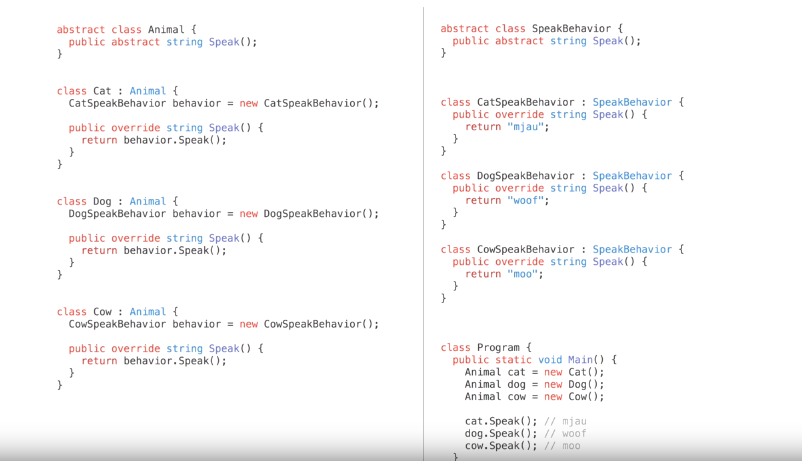 abstract class Animal {
  public abstract string Speak();
}
class Cat : Animal {
  CatSpeakBehavior behavior = new CatSpeakBehavior();
  public override string Speak() {
    return behavior.Speak();
  }
}
class Dog : Animal {
  DogSpeakBehavior behavior = new DogSpeakBehavior();
  public override string Speak() {
    return behavior.Speak();
  }
}
class Cow : Animal {
  CowSpeakBehavior behavior = new CowSpeakBehavior();
  public override string Speak() {
    return behavior.Speak();
  }
}
abstract class SpeakBehavior {
  public abstract string Speak();
}
class CatSpeakBehavior : SpeakBehavior {
  public override string Speak() {
    return "mjau";
  }
}
class DogSpeakBehavior : SpeakBehavior {
  public override string Speak() {
    return "woof";
  }
}
class CowSpeakBehavior : SpeakBehavior {
  public override string Speak() {
    return "moo";
  }
}
class Program {
  public static void Main() {
    Animal cat = new Cat();
    Animal dog = new Dog();
    Animal cow = new Cow();
    cat.Speak(); // mjau
    dog.Speak(); // woof
    cow.Speak(); // moo
  }